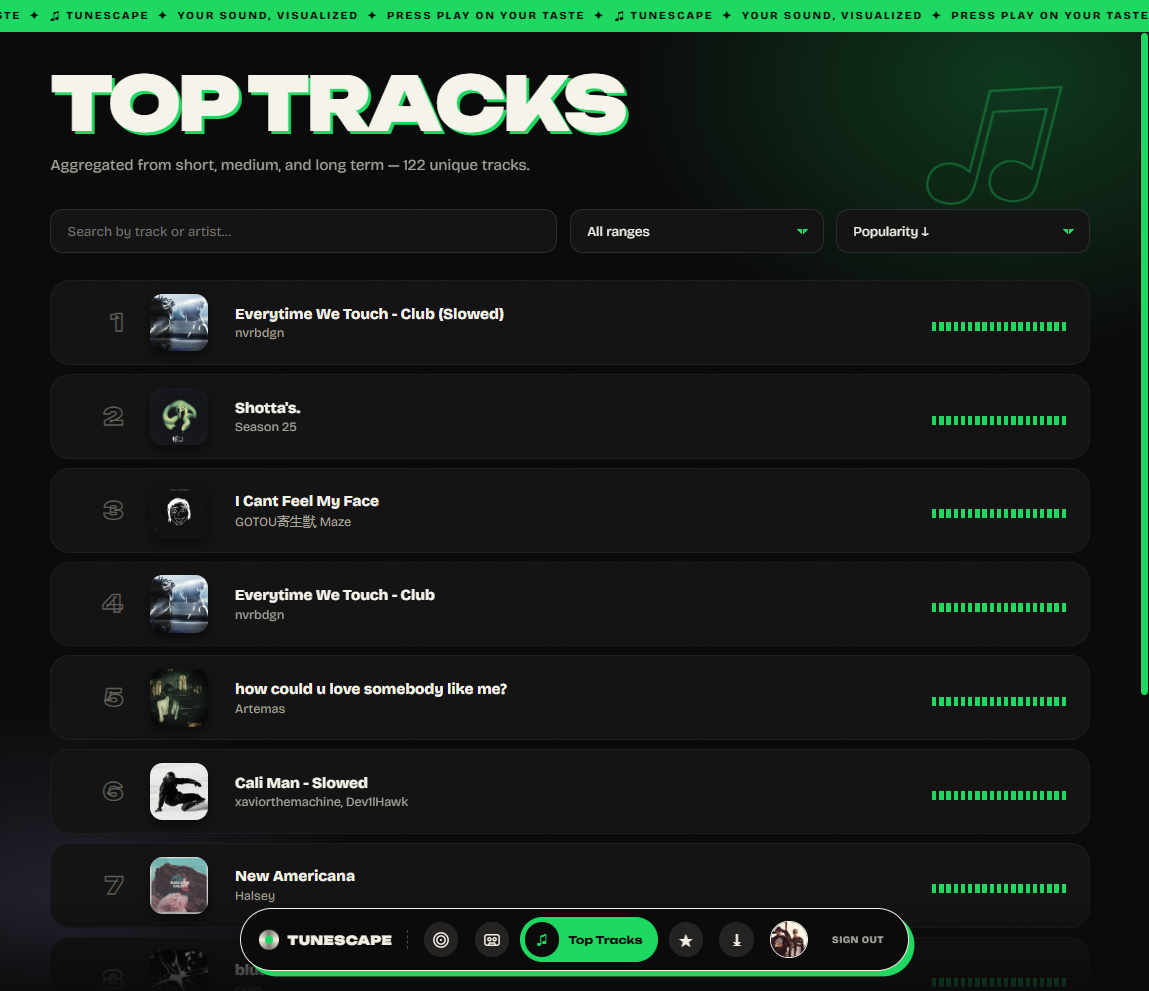 STE ✦ ♫ TUNESCAPE ✦ YOUR SOUND, VISUALIZED ✦ PRESS PLAY ON YOUR TASTE ✦ ♫ TUNESCAPE ✦ YOUR SOUND, VISUALIZED ✦ PRESS PLAY ON YOUR TASTE
TOP TRACKS
Aggregated from short, medium, and long term — 122 unique tracks.
Search by track or artist...
All ranges
Popularity ↓
1
Everytime We Touch - Club (Slowed)
nvrbdgn
2
Shotta's.
Season 25
3
I Cant Feel My Face
GOTOU寄生獣, Maze
4
Everytime We Touch - Club
nvrbdgn
5
how could u love somebody like me?
Artemas
6
Cali Man - Slowed
xaviorthemachine, Dev1lHawk
7
New Americana
Halsey
8
TUNESCAPE
Top Tracks
SIGN OUT